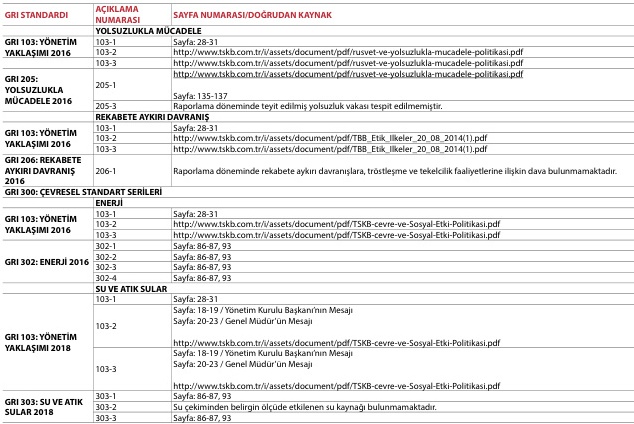 GRI STANDARDI AÇIKLAMA NUMARASI SAYFA NUMARASI/DOĞRUDAN KAYNAK
YOLSUZLUKLA MÜCADELE
GRI 103: YÖNETİM YAKLAŞIMI 2016
103-1 Sayfa: 28-31
103-2 http://www.tskb.com.tr/i/assets/document/pdf/rusvet-ve-yolsuzlukla-mucadele-politikasi.pdf
103-3 http://www.tskb.com.tr/i/assets/document/pdf/rusvet-ve-yolsuzlukla-mucadele-politikasi.pdf
GRI 205: YOLSUZLUKLA MÜCADELE 2016
205-1 http://www.tskb.com.tr/i/assets/document/pdf/rusvet-ve-yolsuzlukla-mucadele-politikasi.pdf
Sayfa: 135-137
205-3 Raporlama döneminde teyit edilmiş yolsuzluk vakası tespit edilmemiştir.
REKABETE AYKIRI DAVRANIŞ
GRI 103: YÖNETİM YAKLAŞIMI 2016
103-1 Sayfa: 28-31
103-2 http://www.tskb.com.tr/i/assets/document/pdf/TBB_Etik_Ilkeler_20_08_2014(1).pdf
103-3 http://www.tskb.com.tr/i/assets/document/pdf/TBB_Etik_Ilkeler_20_08_2014(1).pdf
GRI 206: REKABETE AYKIRI DAVRANIŞ 2016
206-1 Raporlama döneminde rekabete aykırı davranışlara, tröstleşme ve tekelcilik faaliyetlerine ilişkin dava bulunmamaktadır.
GRI 300: ÇEVRESEL STANDART SERİLERİ
ENERJİ
GRI 103: YÖNETİM YAKLAŞIMI 2016
103-1 Sayfa: 28-31
103-2 http://www.tskb.com.tr/i/assets/document/pdf/TSKB-cevre-ve-Sosyal-Etki-Politikasi.pdf
103-3 http://www.tskb.com.tr/i/assets/document/pdf/TSKB-cevre-ve-Sosyal-Etki-Politikasi.pdf
GRI 302: ENERJİ 2016
302-1 Sayfa: 86-87, 93
302-2 Sayfa: 86-87, 93
302-3 Sayfa: 86-87, 93
302-4 Sayfa: 86-87, 93
SU VE ATIK SULAR
GRI 103: YÖNETİM YAKLAŞIMI 2018
103-1 Sayfa: 28-31
103-2 Sayfa: 18-19 / Yönetim Kurulu Başkanı'nın Mesajı
Sayfa: 20-23 / Genel Müdür'ün Mesajı
http://www.tskb.com.tr/i/assets/document/pdf/TSKB-cevre-ve-Sosyal-Etki-Politikasi.pdf
103-3 Sayfa: 18-19 / Yönetim Kurulu Başkanı'nın Mesajı
Sayfa: 20-23 / Genel Müdür'ün Mesajı
http://www.tskb.com.tr/i/assets/document/pdf/TSKB-cevre-ve-Sosyal-Etki-Politikasi.pdf
GRI 303: SU VE ATIK SULAR 2018
303-1 Sayfa: 86-87, 93
303-2 Su çekiminden belirgin ölçüde etkilenen su kaynağı bulunmamaktadır.
303-3 Sayfa: 86-87, 93